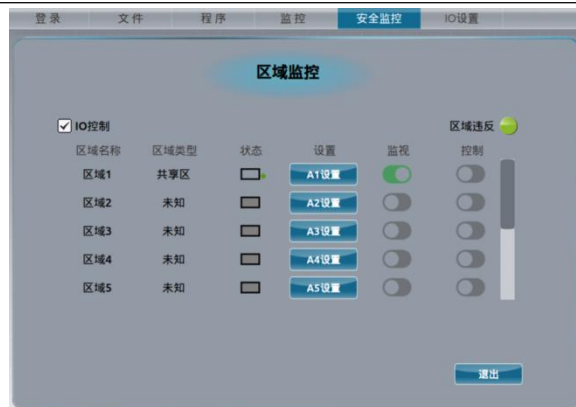 登录 文件 程序 监控 安全监控 IO设置
区域监控
IO控制 区域违反
区域名称 区域类型 状态 设置 监视 控制
区域1 共享区 A1设置
区域2 未知 A2设置
区域3 未知 A3设置
区域4 未知 A4设置
区域5 未知 A5设置
退出